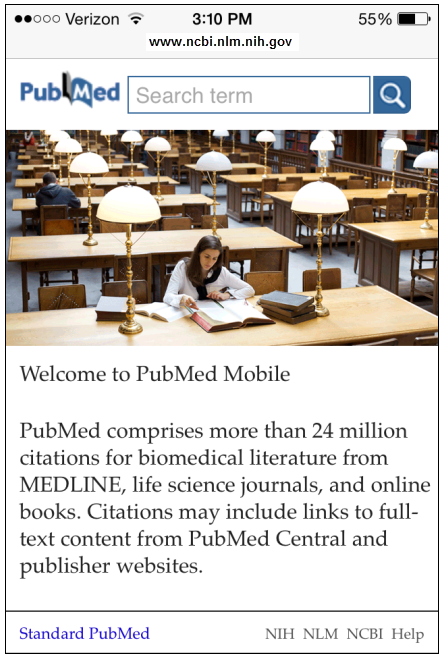 Verizon 3:10 PM 55%
www.ncbi.nlm.nih.gov
PubMed Search term
Welcome to PubMed Mobile
PubMed comprises more than 24 million
citations for biomedical literature from
MEDLINE, life science journals, and online
books. Citations may include links to full-
text content from PubMed Central and
publisher websites.
Standard PubMed NIH NLM NCBI Help